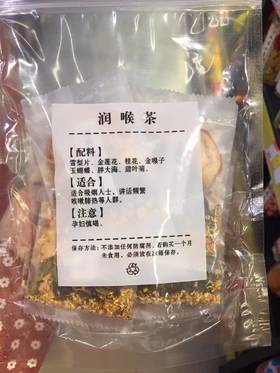 润喉茶
【配料】
雪梨片、金莲花、桂花、金嗓子
玉蝴蝶、胖大海、甜叶菊。
【适合】
适合吸烟人士，讲话频繁
咳嗽肺热等人群。
【注意】
孕妇慎喝。
保存方法：不添加任何防腐剂，若购买一个月
未食用，必须放在冰箱保存。